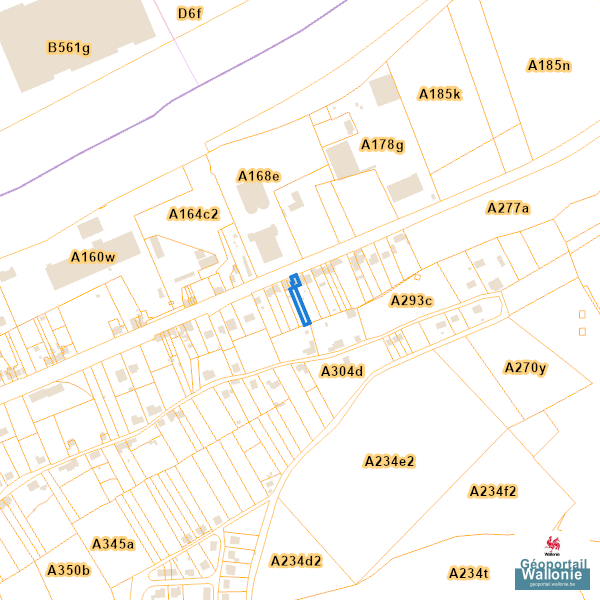 D6f
B561g
A185n
A185k
A178g
A168e
A277a
A164c2
A160w
A293c
A304d
A270y
A234e2
A234f2
A345a
A234d2
A350b
A234t
Wallonie
Géoportail
Wallonie
geoportail.wallonie.be